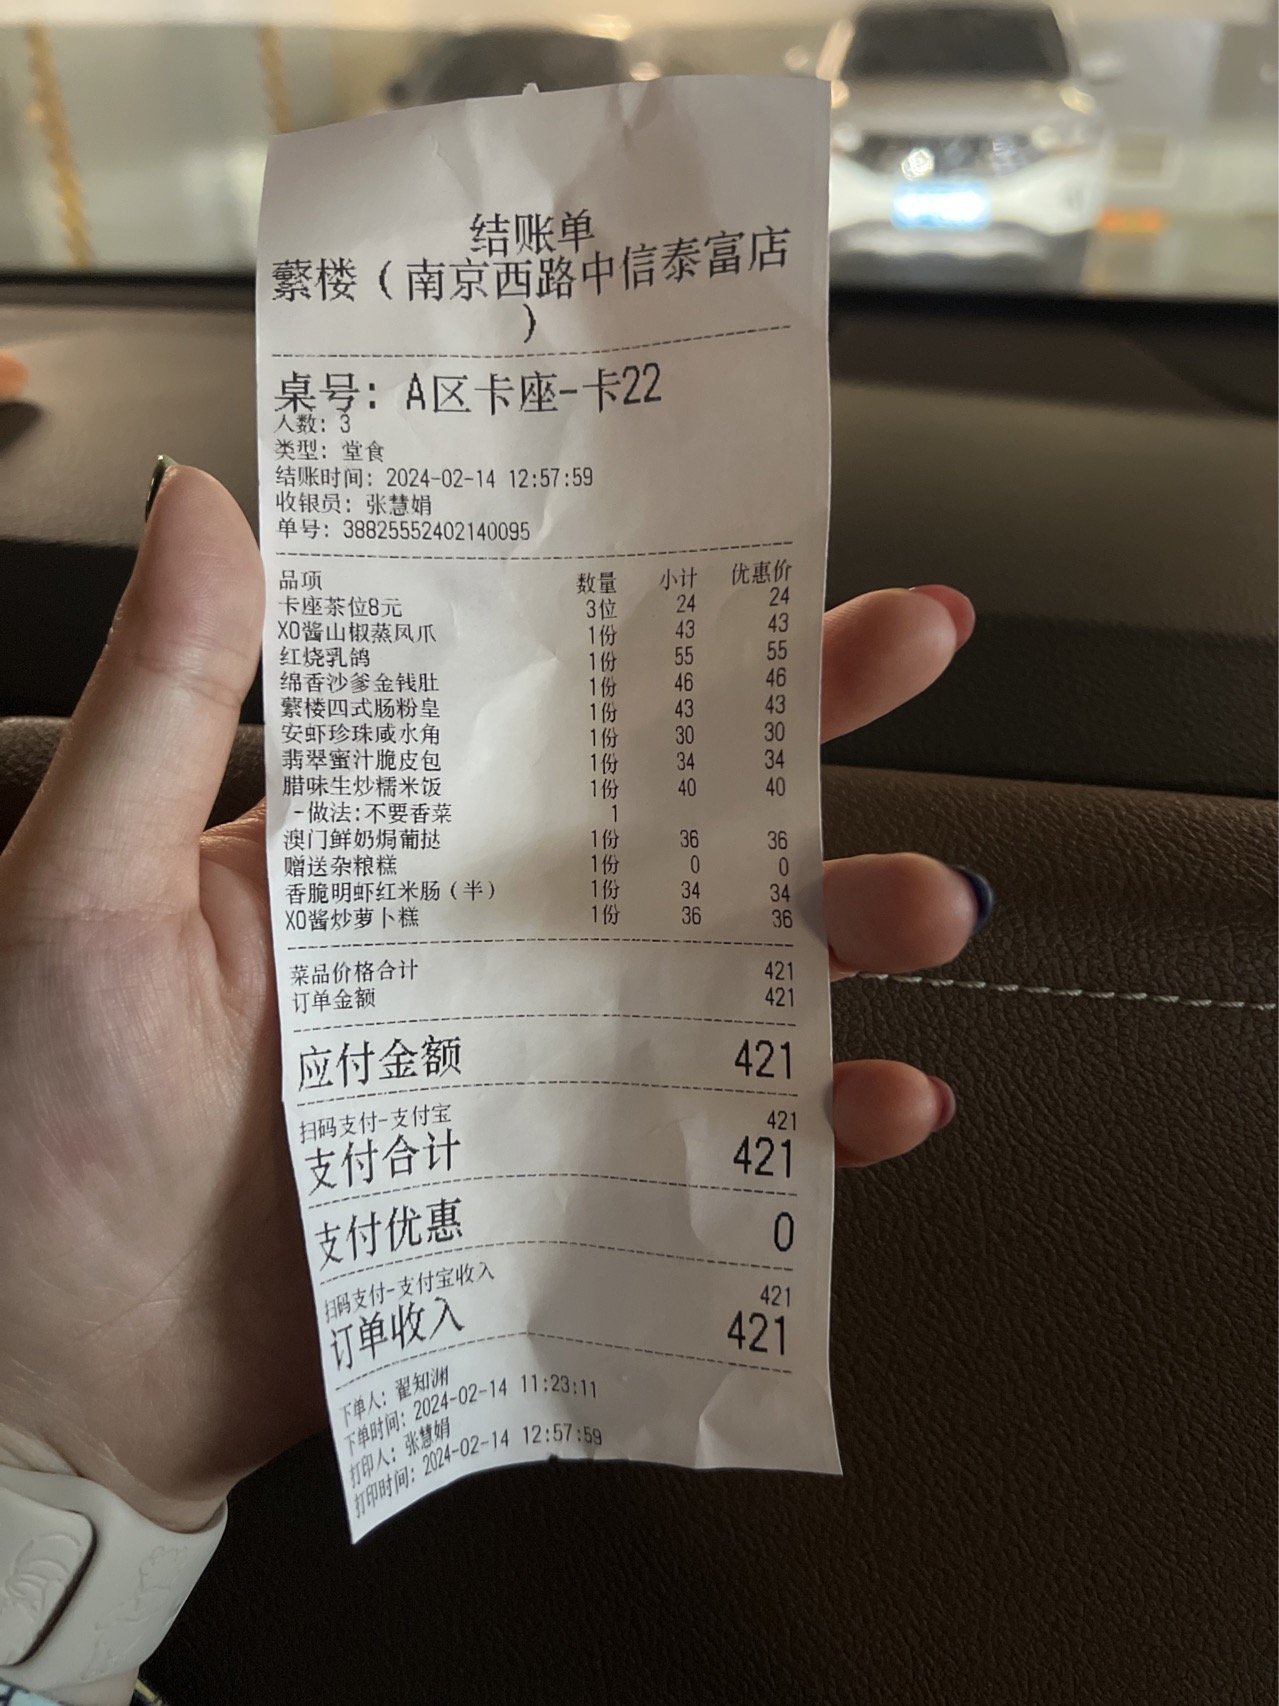 结账单
蘩楼（南京西路中信泰富店
）
桌号: A区卡座-卡22
人数: 3
类型: 堂食
结账时间: 2024-02-14 12:57:59
收银员: 张慧娟
单号: 38825552402140095
品项 数量 小计 优惠价
卡座茶位8元 3位 24 24
XO酱山椒蒸凤爪 1份 43 43
红烧乳鸽 1份 55 55
绵香沙爹金钱肚 1份 46 46
蘩楼四式肠粉皇 1份 43 43
安虾珍珠咸水角 1份 30 30
翡翠蜜汁脆皮包 1份 34 34
腊味生炒糯米饭 1份 40 40
-做法:不要香菜 1
澳门鲜奶焗葡挞 1份 36 36
赠送杂粮糕 1份 0 0
香脆明虾红米肠（半） 1份 34 34
XO酱炒萝卜糕 1份 36 36
菜品价格合计 421
订单金额 421
应付金额 421
扫码支付-支付宝 421
支付合计 421
支付优惠 0
扫码支付-支付宝收入 421
订单收入 421
下单人: 翟知渊
下单时间: 2024-02-14 11:23:11
打印人: 张慧娟
打印时间: 2024-02-14 12:57:59